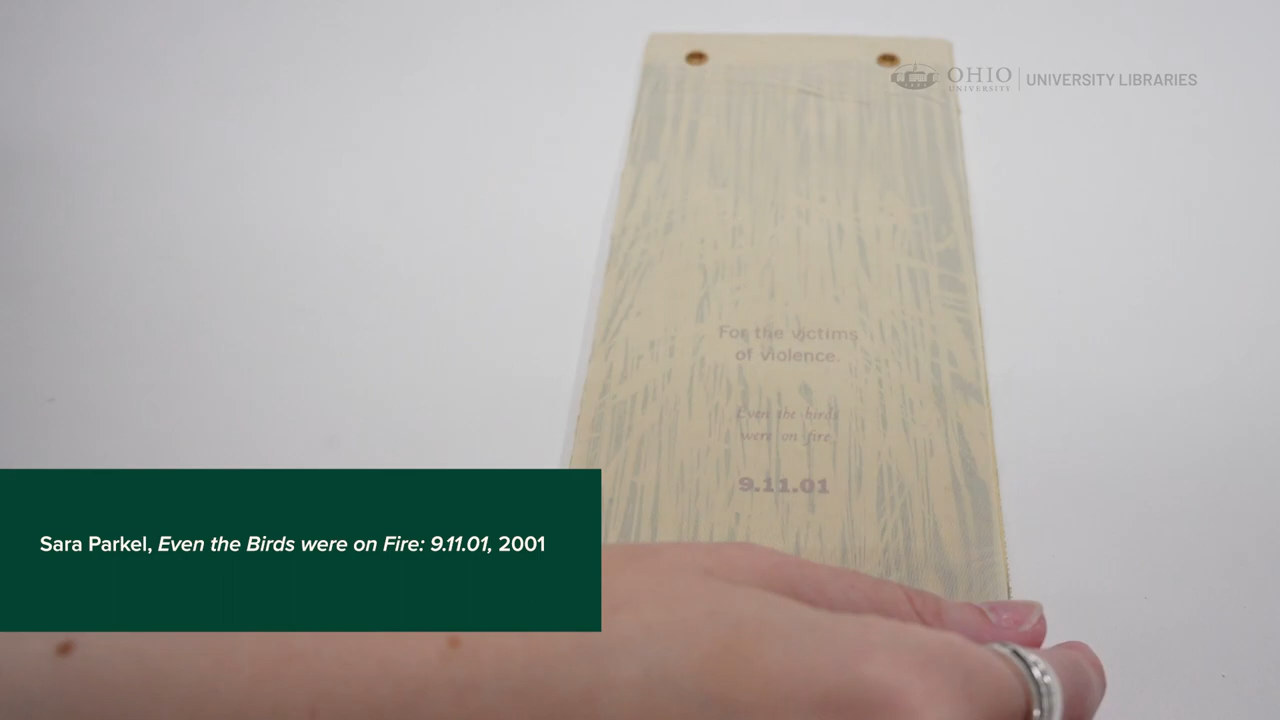 OHIO
UNIVERSITY
UNIVERSITY LIBRARIES
For the victims
of violence.
Even the birds
were on fire
9.11.01
Sara Parkel, Even the Birds were on Fire: 9.11.01, 2001